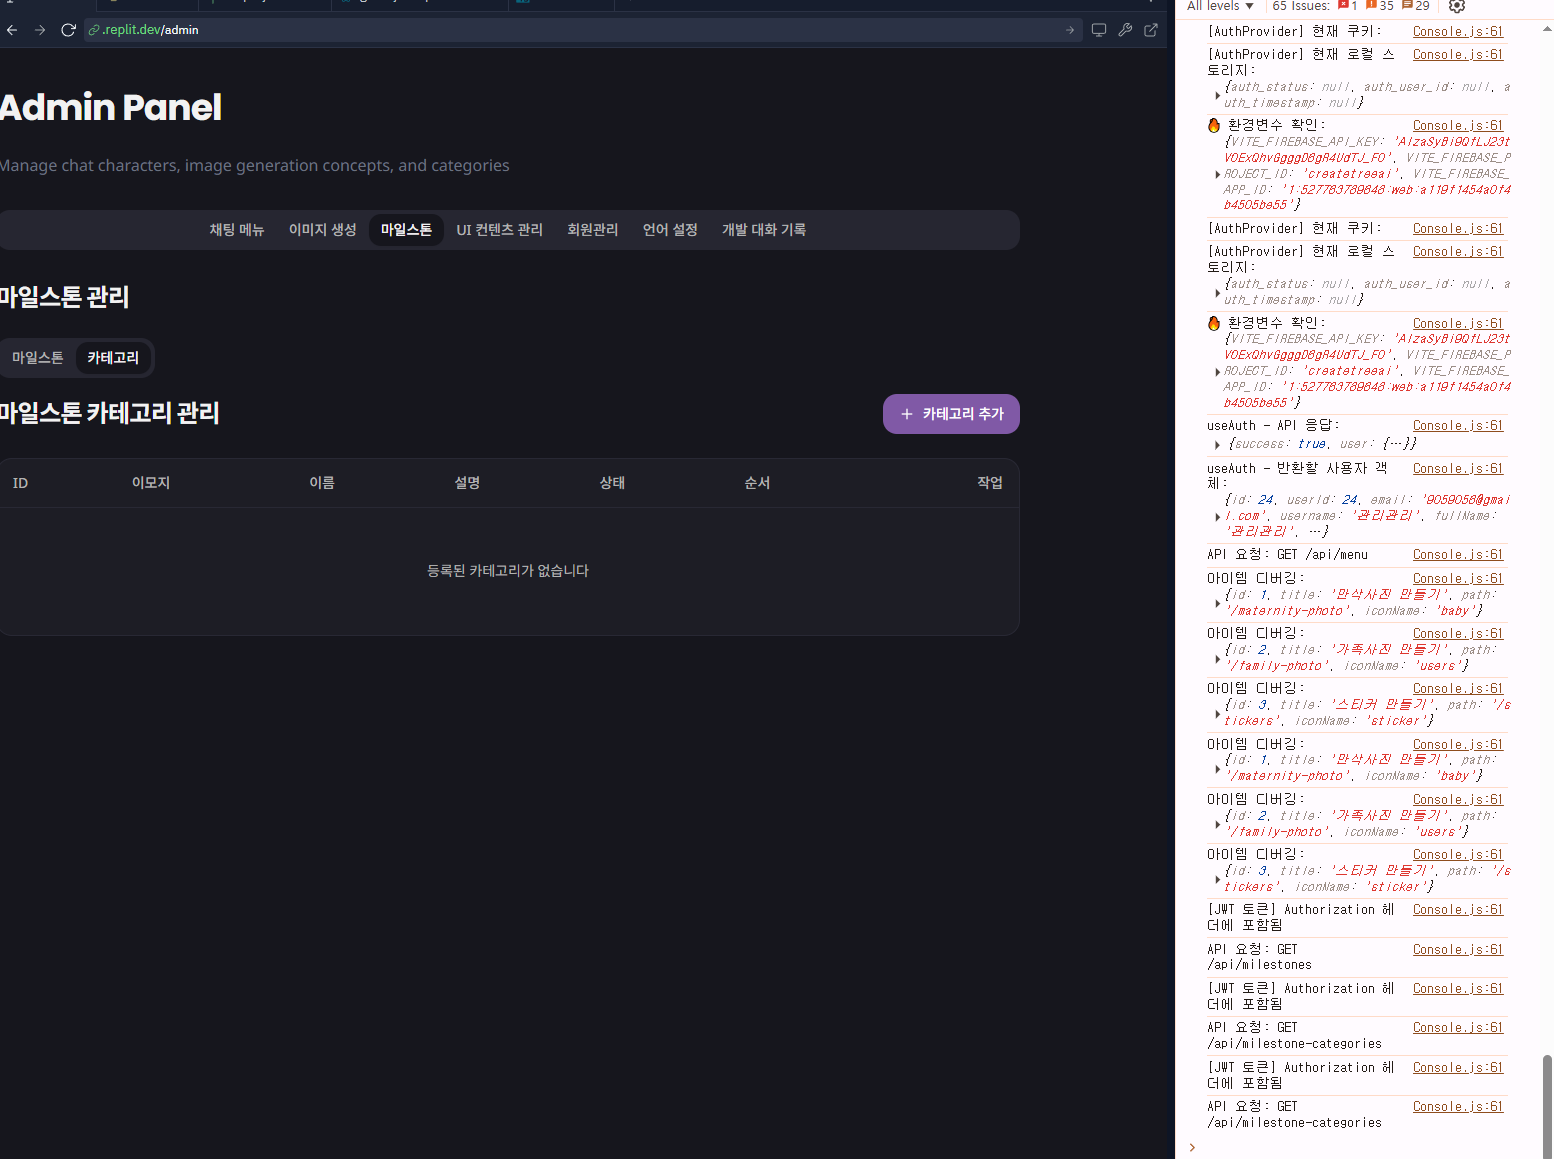 .replit.dev/admin
Admin Panel
Manage chat characters, image generation concepts, and categories
채팅 메뉴 이미지 생성 마일스톤 UI 컨텐츠 관리 회원관리 언어 설정 개발 대화 기록
마일스톤 관리
마일스톤 카테고리
마일스톤 카테고리 관리
+ 카테고리 추가
ID 이모지 이름 설명 상태 순서 작업
등록된 카테고리가 없습니다
All levels ▼ 65 Issues: 1 35 29
[AuthProvider] 현재 쿠키: Console.js:61
[AuthProvider] 현재 로컬 스 Console.js:61
토리지:
{auth_status: null, auth_user_id: null, a
uth_timestamp: null}
🔥 환경변수 확인: Console.js:61
{VITE_FIREBASE_API_KEY: 'AIzaSyBi9QfLJ23t
VOExQhvGgggD6gR4UdTJ_F0', VITE_FIREBASE_P
ROJECT_ID: 'createtreeai', VITE_FIREBASE_
APP_ID: '1:527763789648:web:a119f1454a0f4
b4505be55'}
[AuthProvider] 현재 쿠키: Console.js:61
[AuthProvider] 현재 로컬 스 Console.js:61
토리지:
{auth_status: null, auth_user_id: null, a
uth_timestamp: null}
🔥 환경변수 확인: Console.js:61
{VITE_FIREBASE_API_KEY: 'AIzaSyBi9QfLJ23t
VOExQhvGgggD6gR4UdTJ_F0', VITE_FIREBASE_P
ROJECT_ID: 'createtreeai', VITE_FIREBASE_
APP_ID: '1:527763789648:web:a119f1454a0f4
b4505be55'}
useAuth - API 응답: Console.js:61
{success: true, user: {…}}
useAuth - 반환할 사용자 객 Console.js:61
체:
{id: 24, userId: 24, email: '9059056@gmai
l.com', username: '관리관리', fullName:
'관리관리', …}
API 요청: GET /api/menu Console.js:61
아이템 디버깅: Console.js:61
{id: 1, title: '만삭사진 만들기', path:
'/maternity-photo', iconName: 'baby'}
아이템 디버깅: Console.js:61
{id: 2, title: '가족사진 만들기', path:
'/family-photo', iconName: 'users'}
아이템 디버깅: Console.js:61
{id: 3, title: '스티커 만들기', path: '/s
tickers', iconName: 'sticker'}
아이템 디버깅: Console.js:61
{id: 1, title: '만삭사진 만들기', path:
'/maternity-photo', iconName: 'baby'}
아이템 디버깅: Console.js:61
{id: 2, title: '가족사진 만들기', path:
'/family-photo', iconName: 'users'}
아이템 디버깅: Console.js:61
{id: 3, title: '스티커 만들기', path: '/s
tickers', iconName: 'sticker'}
[JWT 토큰] Authorization 헤 Console.js:61
더에 포함됨
API 요청: GET Console.js:61
/api/milestones
[JWT 토큰] Authorization 헤 Console.js:61
더에 포함됨
API 요청: GET Console.js:61
/api/milestone-categories
[JWT 토큰] Authorization 헤 Console.js:61
더에 포함됨
API 요청: GET Console.js:61
/api/milestone-categories